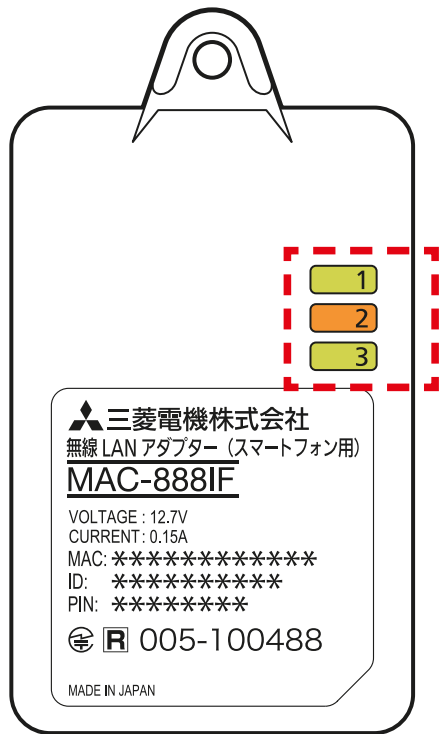 1
2
3
三菱電機株式会社
無線 LAN アダプター（スマートフォン用）
MAC-888IF
VOLTAGE : 12.7V
CURRENT : 0.15A
MAC: ************
ID: **********
PIN: ********
R 005-100488
MADE IN JAPAN